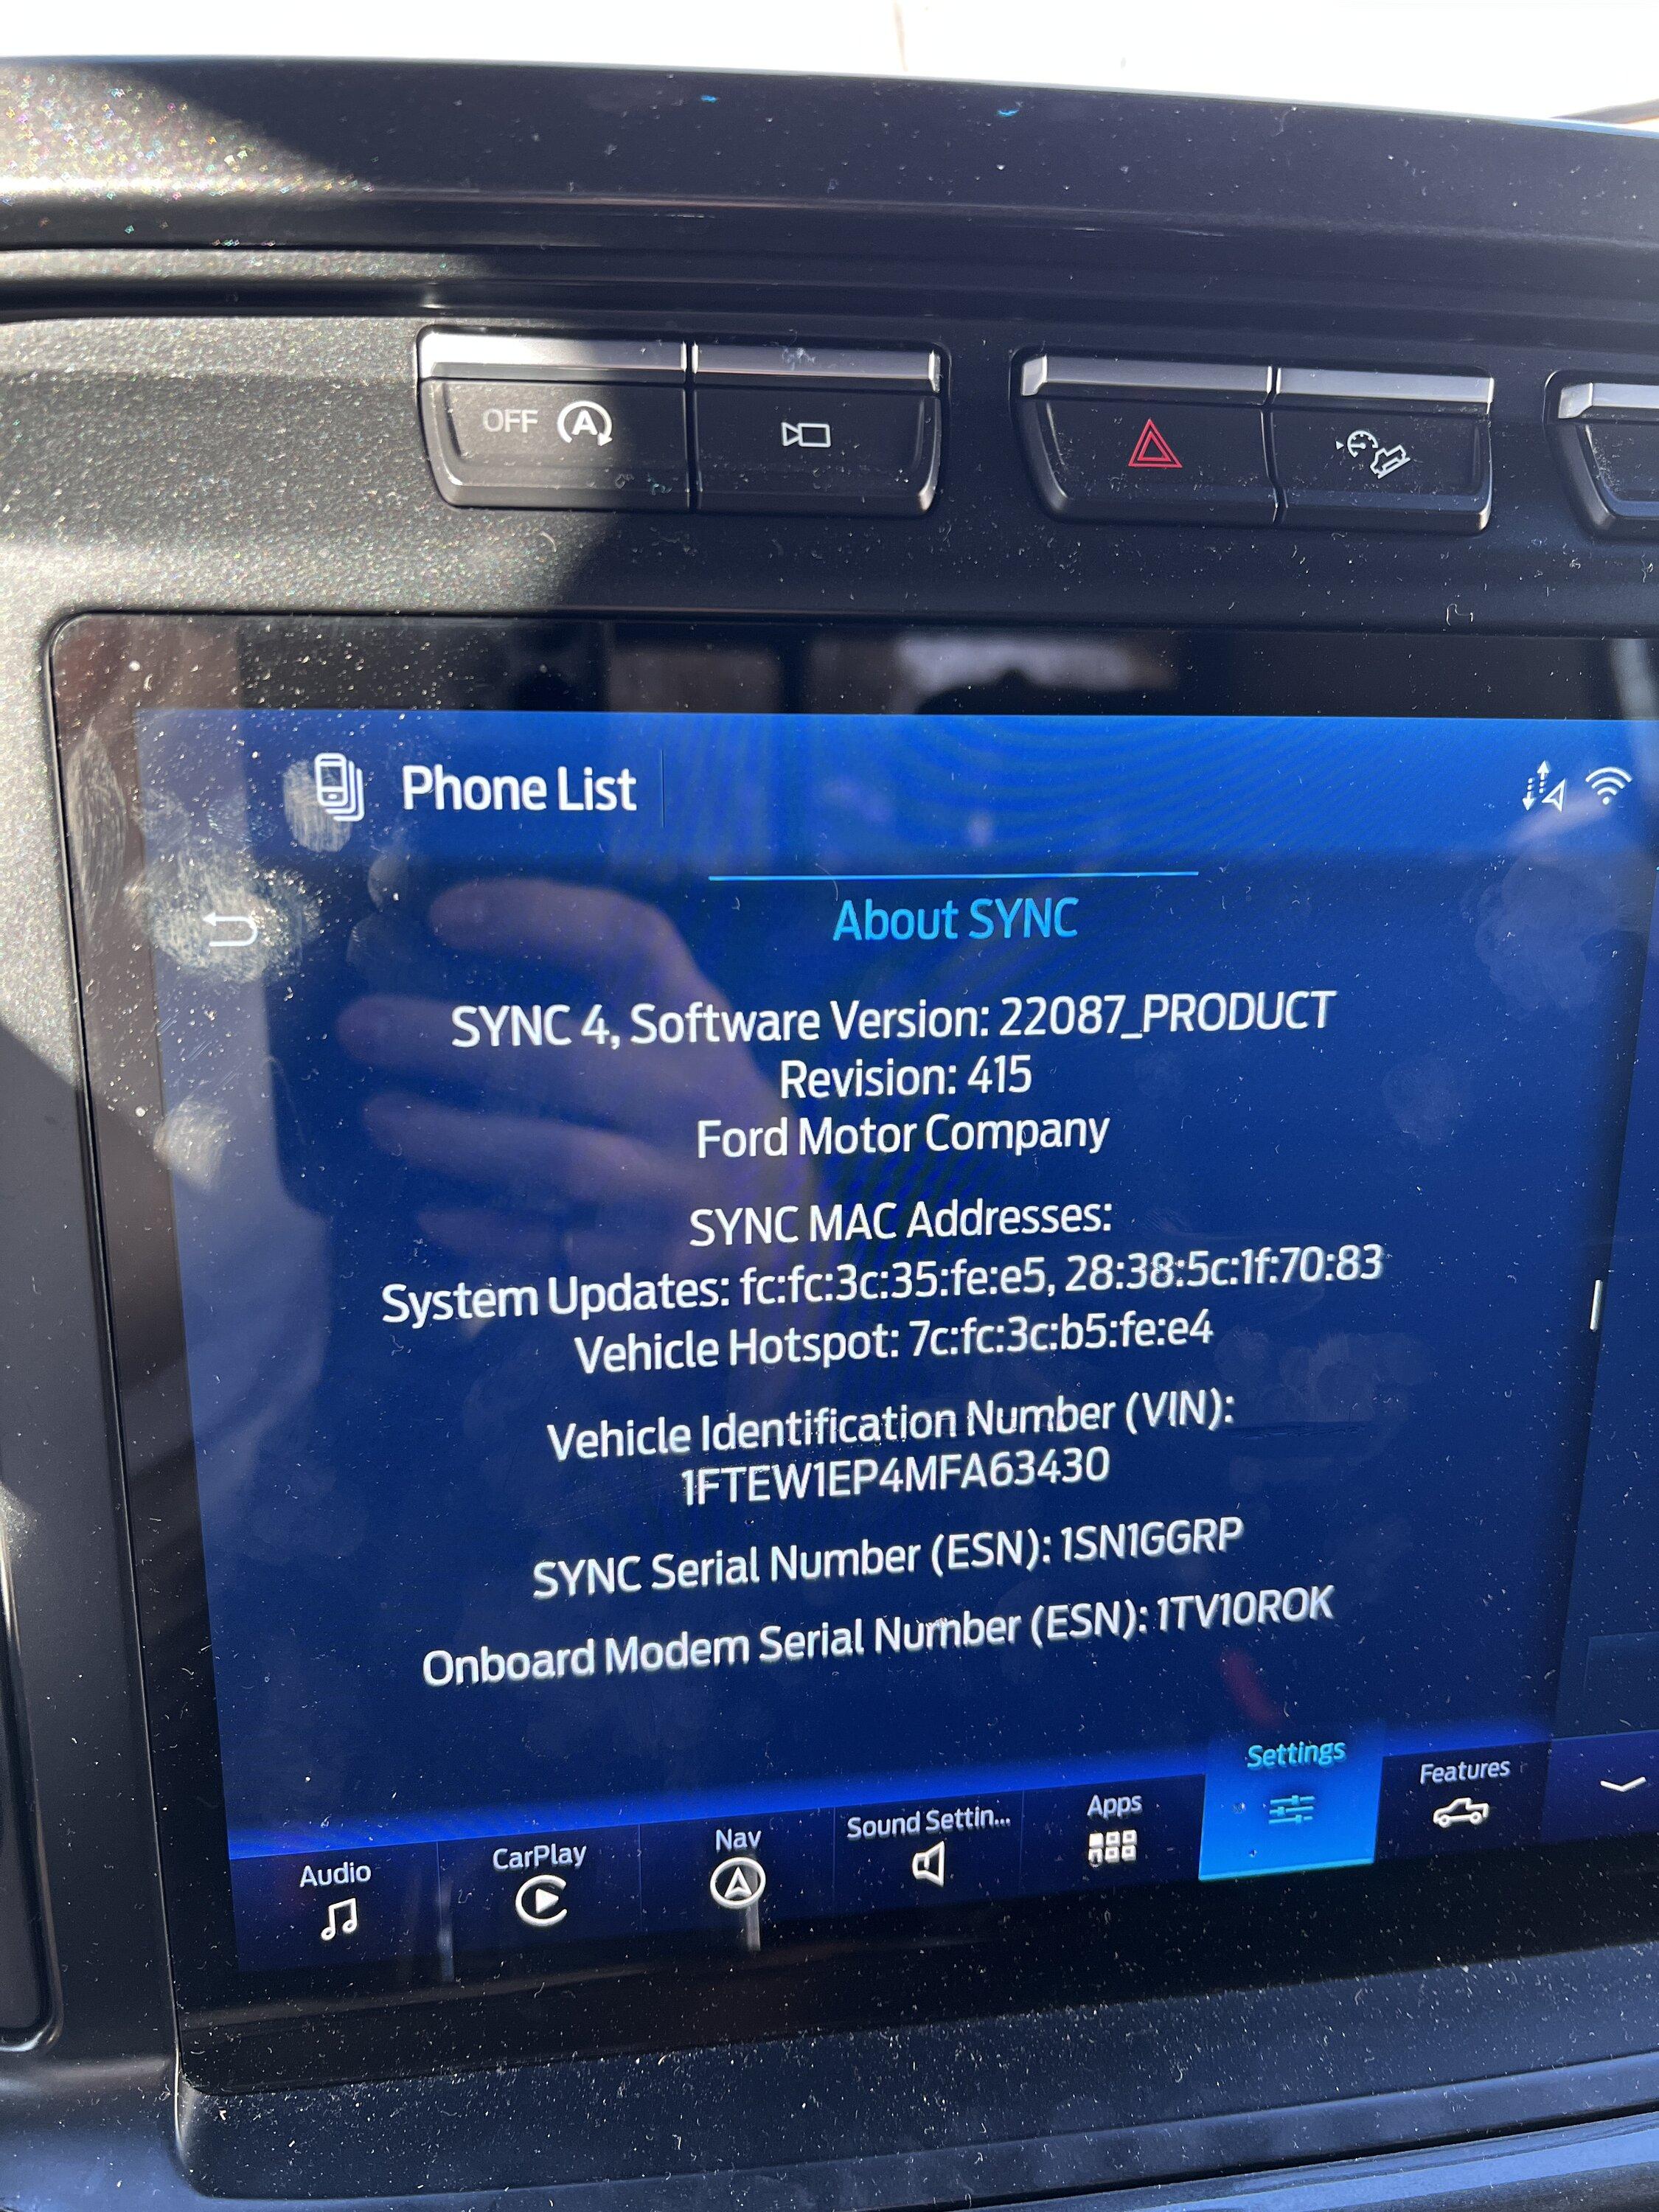 OFF A
Phone List
About SYNC
SYNC 4, Software Version: 22087_PRODUCT
Revision: 415
Ford Motor Company
SYNC MAC Addresses:
System Updates: fc:fc:3c:35:fe:e5, 28:38:5c:1f:70:83
Vehicle Hotspot: 7c:fc:3c:b5:fe:e4
Vehicle Identification Number (VIN):
1FTEW1EP4MFA63430
SYNC Serial Number (ESN): 1SN1GGRP
Onboard Modem Serial Number (ESN): 1TV10ROK
Audio
CarPlay
Nav
Sound Settin...
Apps
Settings
Features